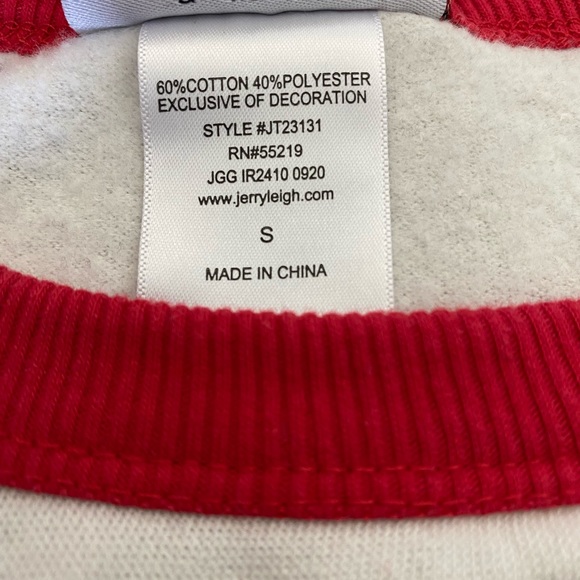 60%COTTON 40%POLYESTER
EXCLUSIVE OF DECORATION
STYLE #JT23131
RN#55219
JGG IR2410 0920
www.jerryleigh.com
S
MADE IN CHINA